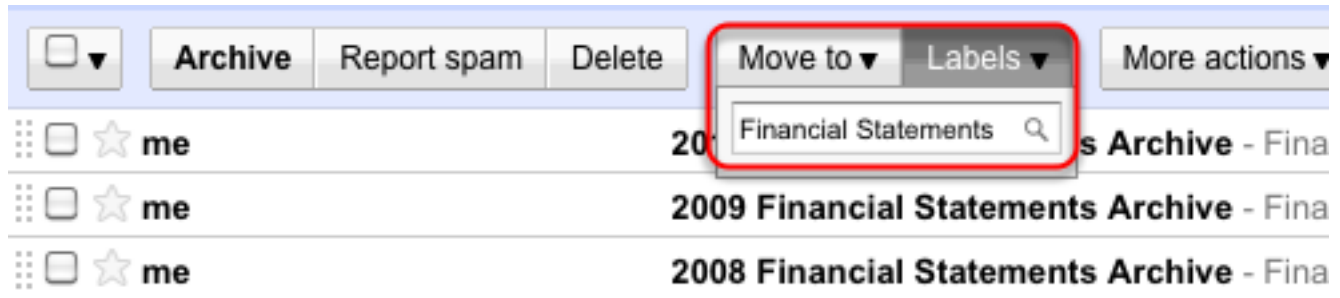 Archive Report spam Delete Move to Labels More actions
Financial Statements
me 20 s Archive - Fina
me 2009 Financial Statements Archive - Fina
me 2008 Financial Statements Archive - Fina